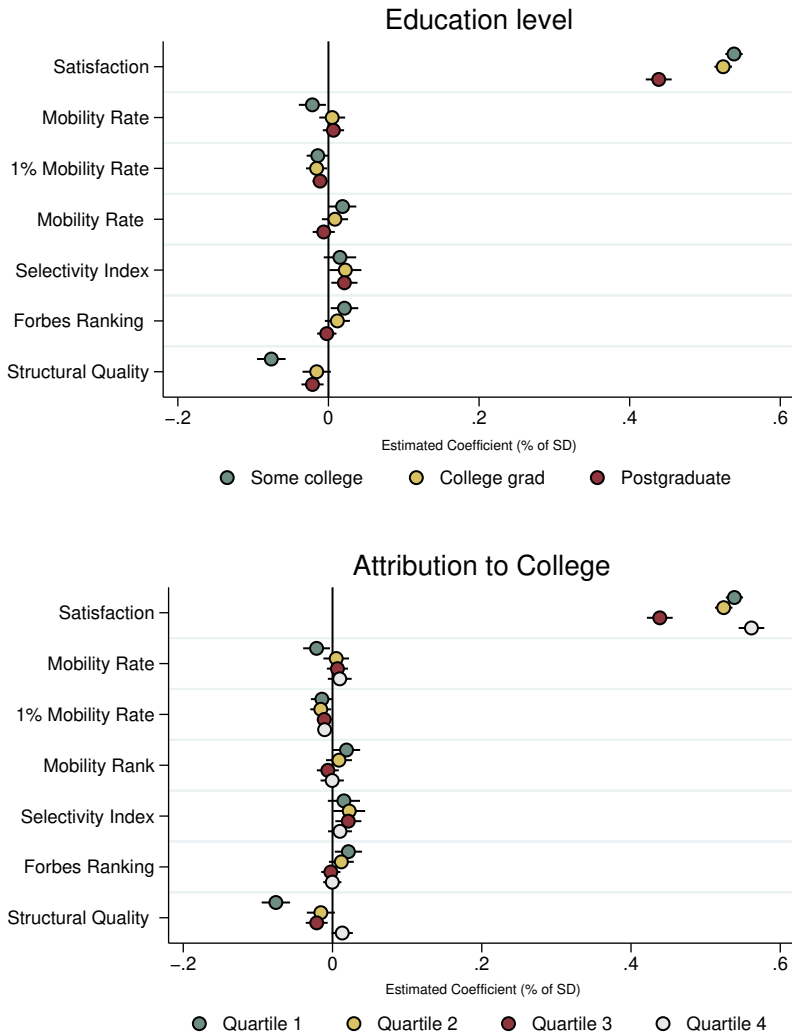 Education level
Satisfaction
Mobility Rate
1% Mobility Rate
Mobility Rate
Selectivity Index
Forbes Ranking
Structural Quality
-.2 0 .2 .4 .6
Estimated Coefficient (% of SD)
Some college College grad Postgraduate
Attribution to College
Satisfaction
Mobility Rate
1% Mobility Rate
Mobility Rank
Selectivity Index
Forbes Ranking
Structural Quality
-.2 0 .2 .4 .6
Estimated Coefficient (% of SD)
Quartile 1 Quartile 2 Quartile 3 Quartile 4